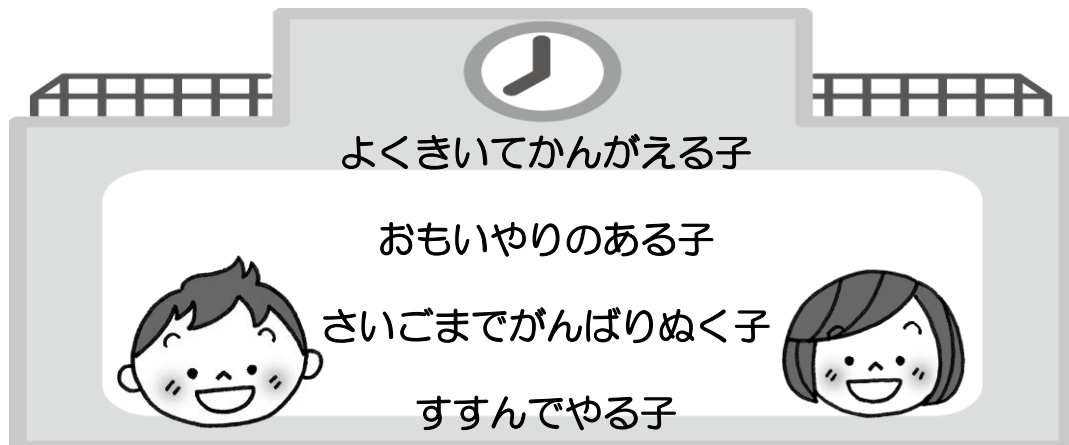 よくきいてかんがえる子
おもいやりのある子
さいごまでがんばりぬく子
すすんでやる子